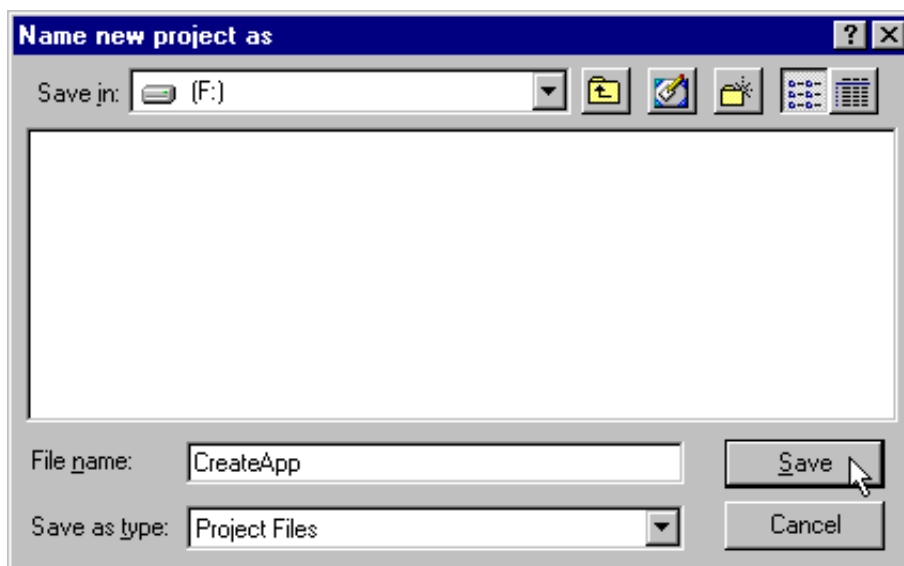 Name new project as
Save in: (F:)
File name: CreateApp Save
Save as type: Project Files Cancel